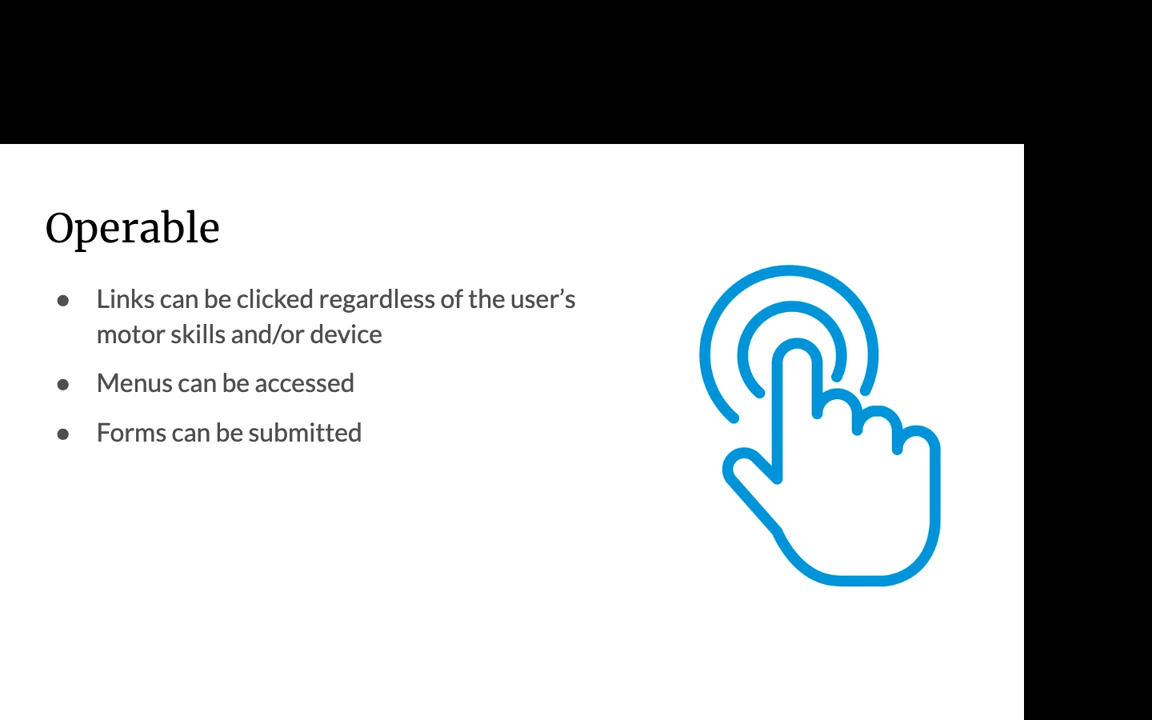 Operable
● Links can be clicked regardless of the user’s
motor skills and/or device
● Menus can be accessed
● Forms can be submitted